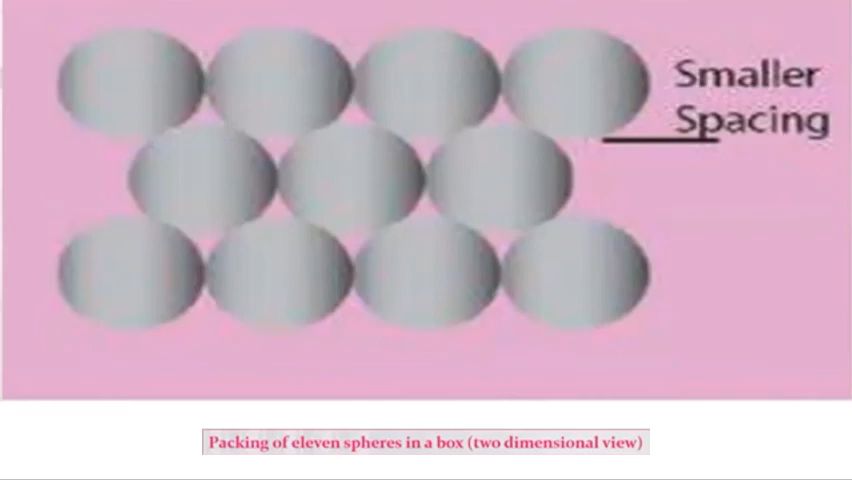 Smaller
Spacing
Packing of eleven spheres in a box (two dimensional view)